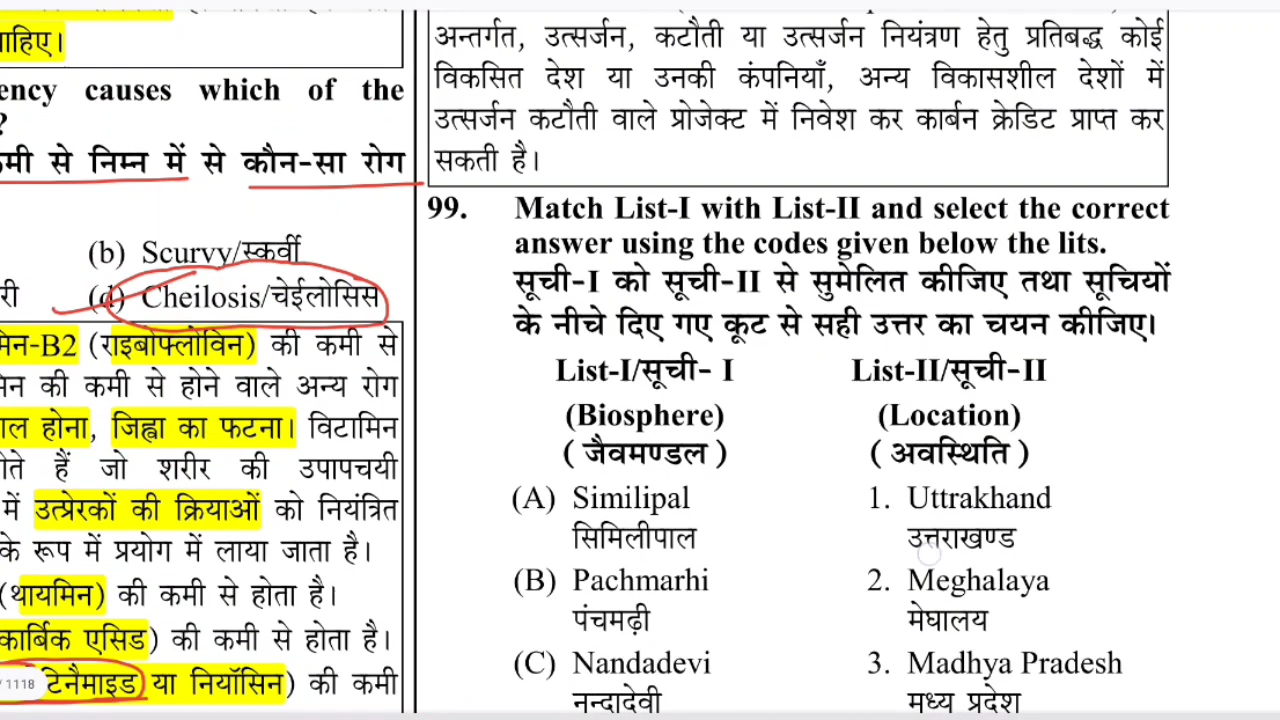 ाहिए।
ency causes which of the
?
कमी से निम्न में से कौन-सा रोग
(b) Scurvy/स्कर्वी
री (d) Cheilosis/चेईलोसिस
मिन-B2 (राइबोफ्लोविन) की कमी से
मिन की कमी से होने वाले अन्य रोग
ाल होना, जिह्वा का फटना। विटामिन
होते हैं जो शरीर की उपापचयी
में उत्प्रेरकों की क्रियाओं को नियंत्रित
के रूप में प्रयोग में लाया जाता है।
(थायमिन) की कमी से होता है।
कार्बिक एसिड) की कमी से होता है।
टिनैमाइड या नियॉसिन) की कमी
/ 1118
अन्तर्गत, उत्सर्जन, कटौती या उत्सर्जन नियंत्रण हेतु प्रतिबद्ध कोई
विकसित देश या उनकी कंपनियाँ, अन्य विकासशील देशों में
उत्सर्जन कटौती वाले प्रोजेक्ट में निवेश कर कार्बन क्रेडिट प्राप्त कर
सकती है।
99. Match List-I with List-II and select the correct
answer using the codes given below the lits.
सूची-I को सूची-II से सुमेलित कीजिए तथा सूचियों
के नीचे दिए गए कूट से सही उत्तर का चयन कीजिए।
List-I/सूची- I List-II/सूची-II
(Biosphere) (Location)
( जैवमण्डल ) ( अवस्थिति )
(A) Similipal 1. Uttrakhand
सिमिलीपाल उत्तराखण्ड
(B) Pachmarhi 2. Meghalaya
पंचमढ़ी मेघालय
(C) Nandadevi 3. Madhya Pradesh
नन्दादेवी मध्य प्रदेश